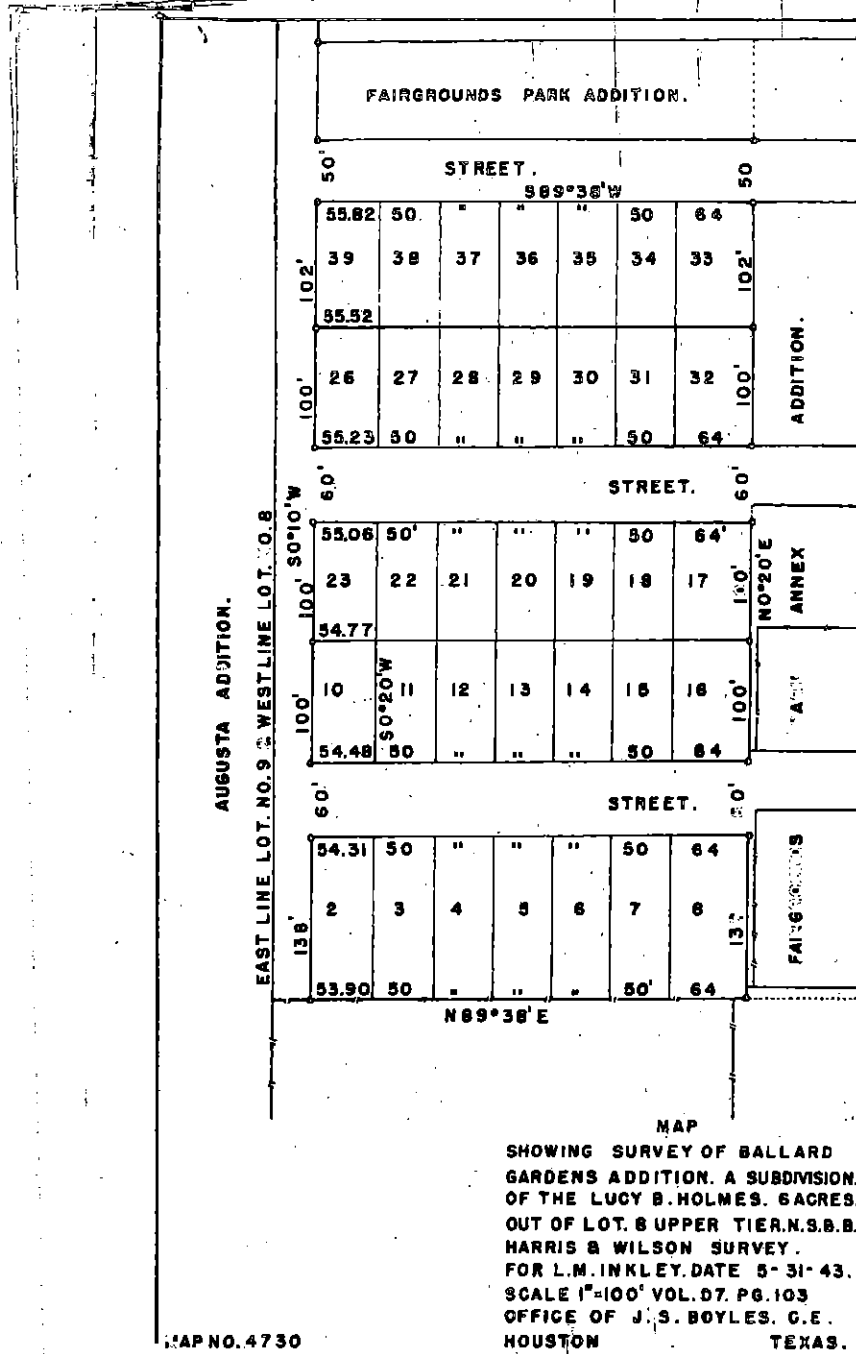 FAIRGROUNDS PARK ADDITION.
50' STREET. 50
S89°38'W
55.82 50. " " " 50 64
102' 39 38 37 36 35 34 33 102'
55.52
100' 26 27 28 29 30 31 32 100'
55.23 50 " " " 50 64
ADDITION.
60' STREET. 60'
S0°10'W
55.06 50' " " " 50 64'
100' 23 22 21 20 19 18 17 100'
54.77
N0°20'E
ANNEX
100' 10 11 12 13 14 15 16 100'
S0°20'W
54.48 50 " " " 50 64
AUGUSTA ADDITION.
EAST LINE LOT. NO. 9 WESTLINE LOT. NO. 8
60' STREET.
54.31 50 " " " 50 64
138' 2 3 4 5 6 7 8
53.90 50 " " " 50' 64
FAIRGROUNDS
N89°38'E
MAP
SHOWING SURVEY OF BALLARD
GARDENS ADDITION. A SUBDIVISION.
OF THE LUCY B. HOLMES. 6 ACRES.
OUT OF LOT. 8 UPPER TIER. N.S.B.B.
HARRIS & WILSON SURVEY.
FOR L.M. INKLEY. DATE 5-31-43.
SCALE 1"=100' VOL. D7. PG. 103
OFFICE OF J. S. BOYLES. C.E.
HOUSTON TEXAS.
MAP NO. 4730